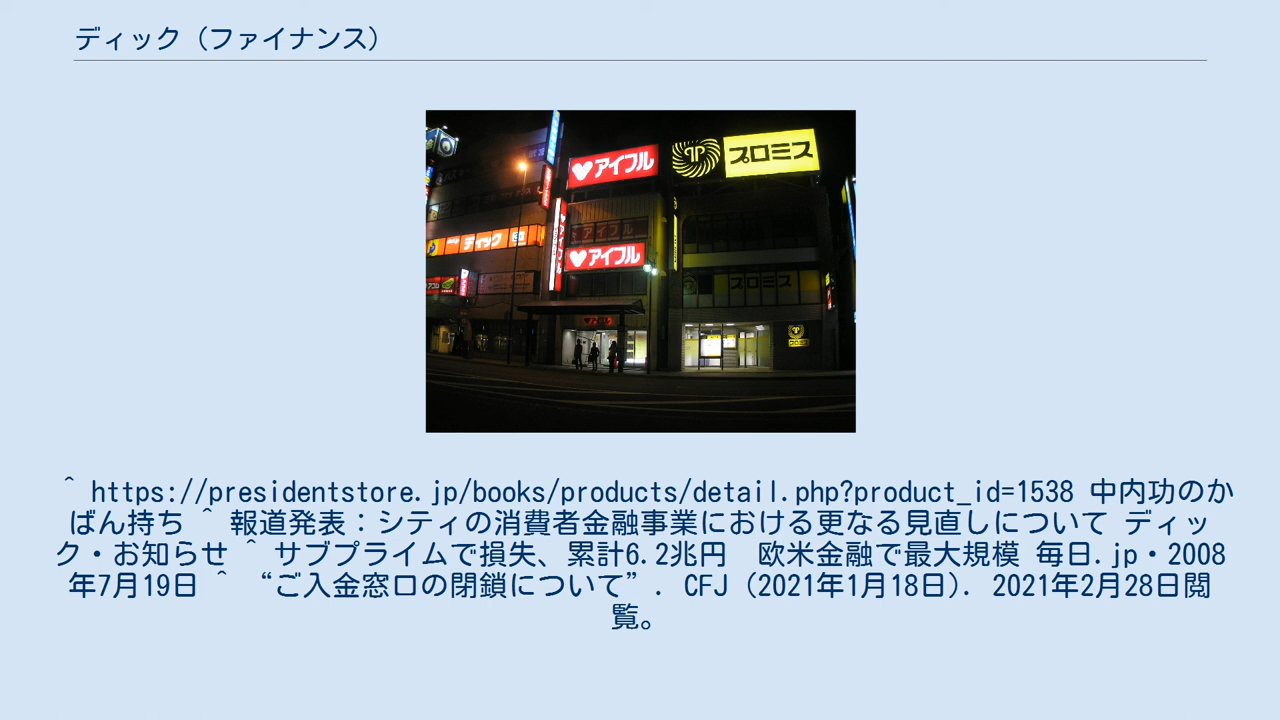 ディック（ファイナンス）
アイフル
プロミス
ディック
アイフル
アイフル
アイフル
プロミス
アコム
^ https://presidentstore.jp/books/products/detail.php?product_id=1538 中内功のか
ばん持ち ^ 報道発表：シティの消費者金融事業における更なる見直しについて ディッ
ク・お知らせ ^ サブプライムで損失、累計6.2兆円　欧米金融で最大規模 毎日.jp・2008
年7月19日 ^ “ご入金窓口の閉鎖について”. CFJ (2021年1月18日). 2021年2月28日閲
覧。